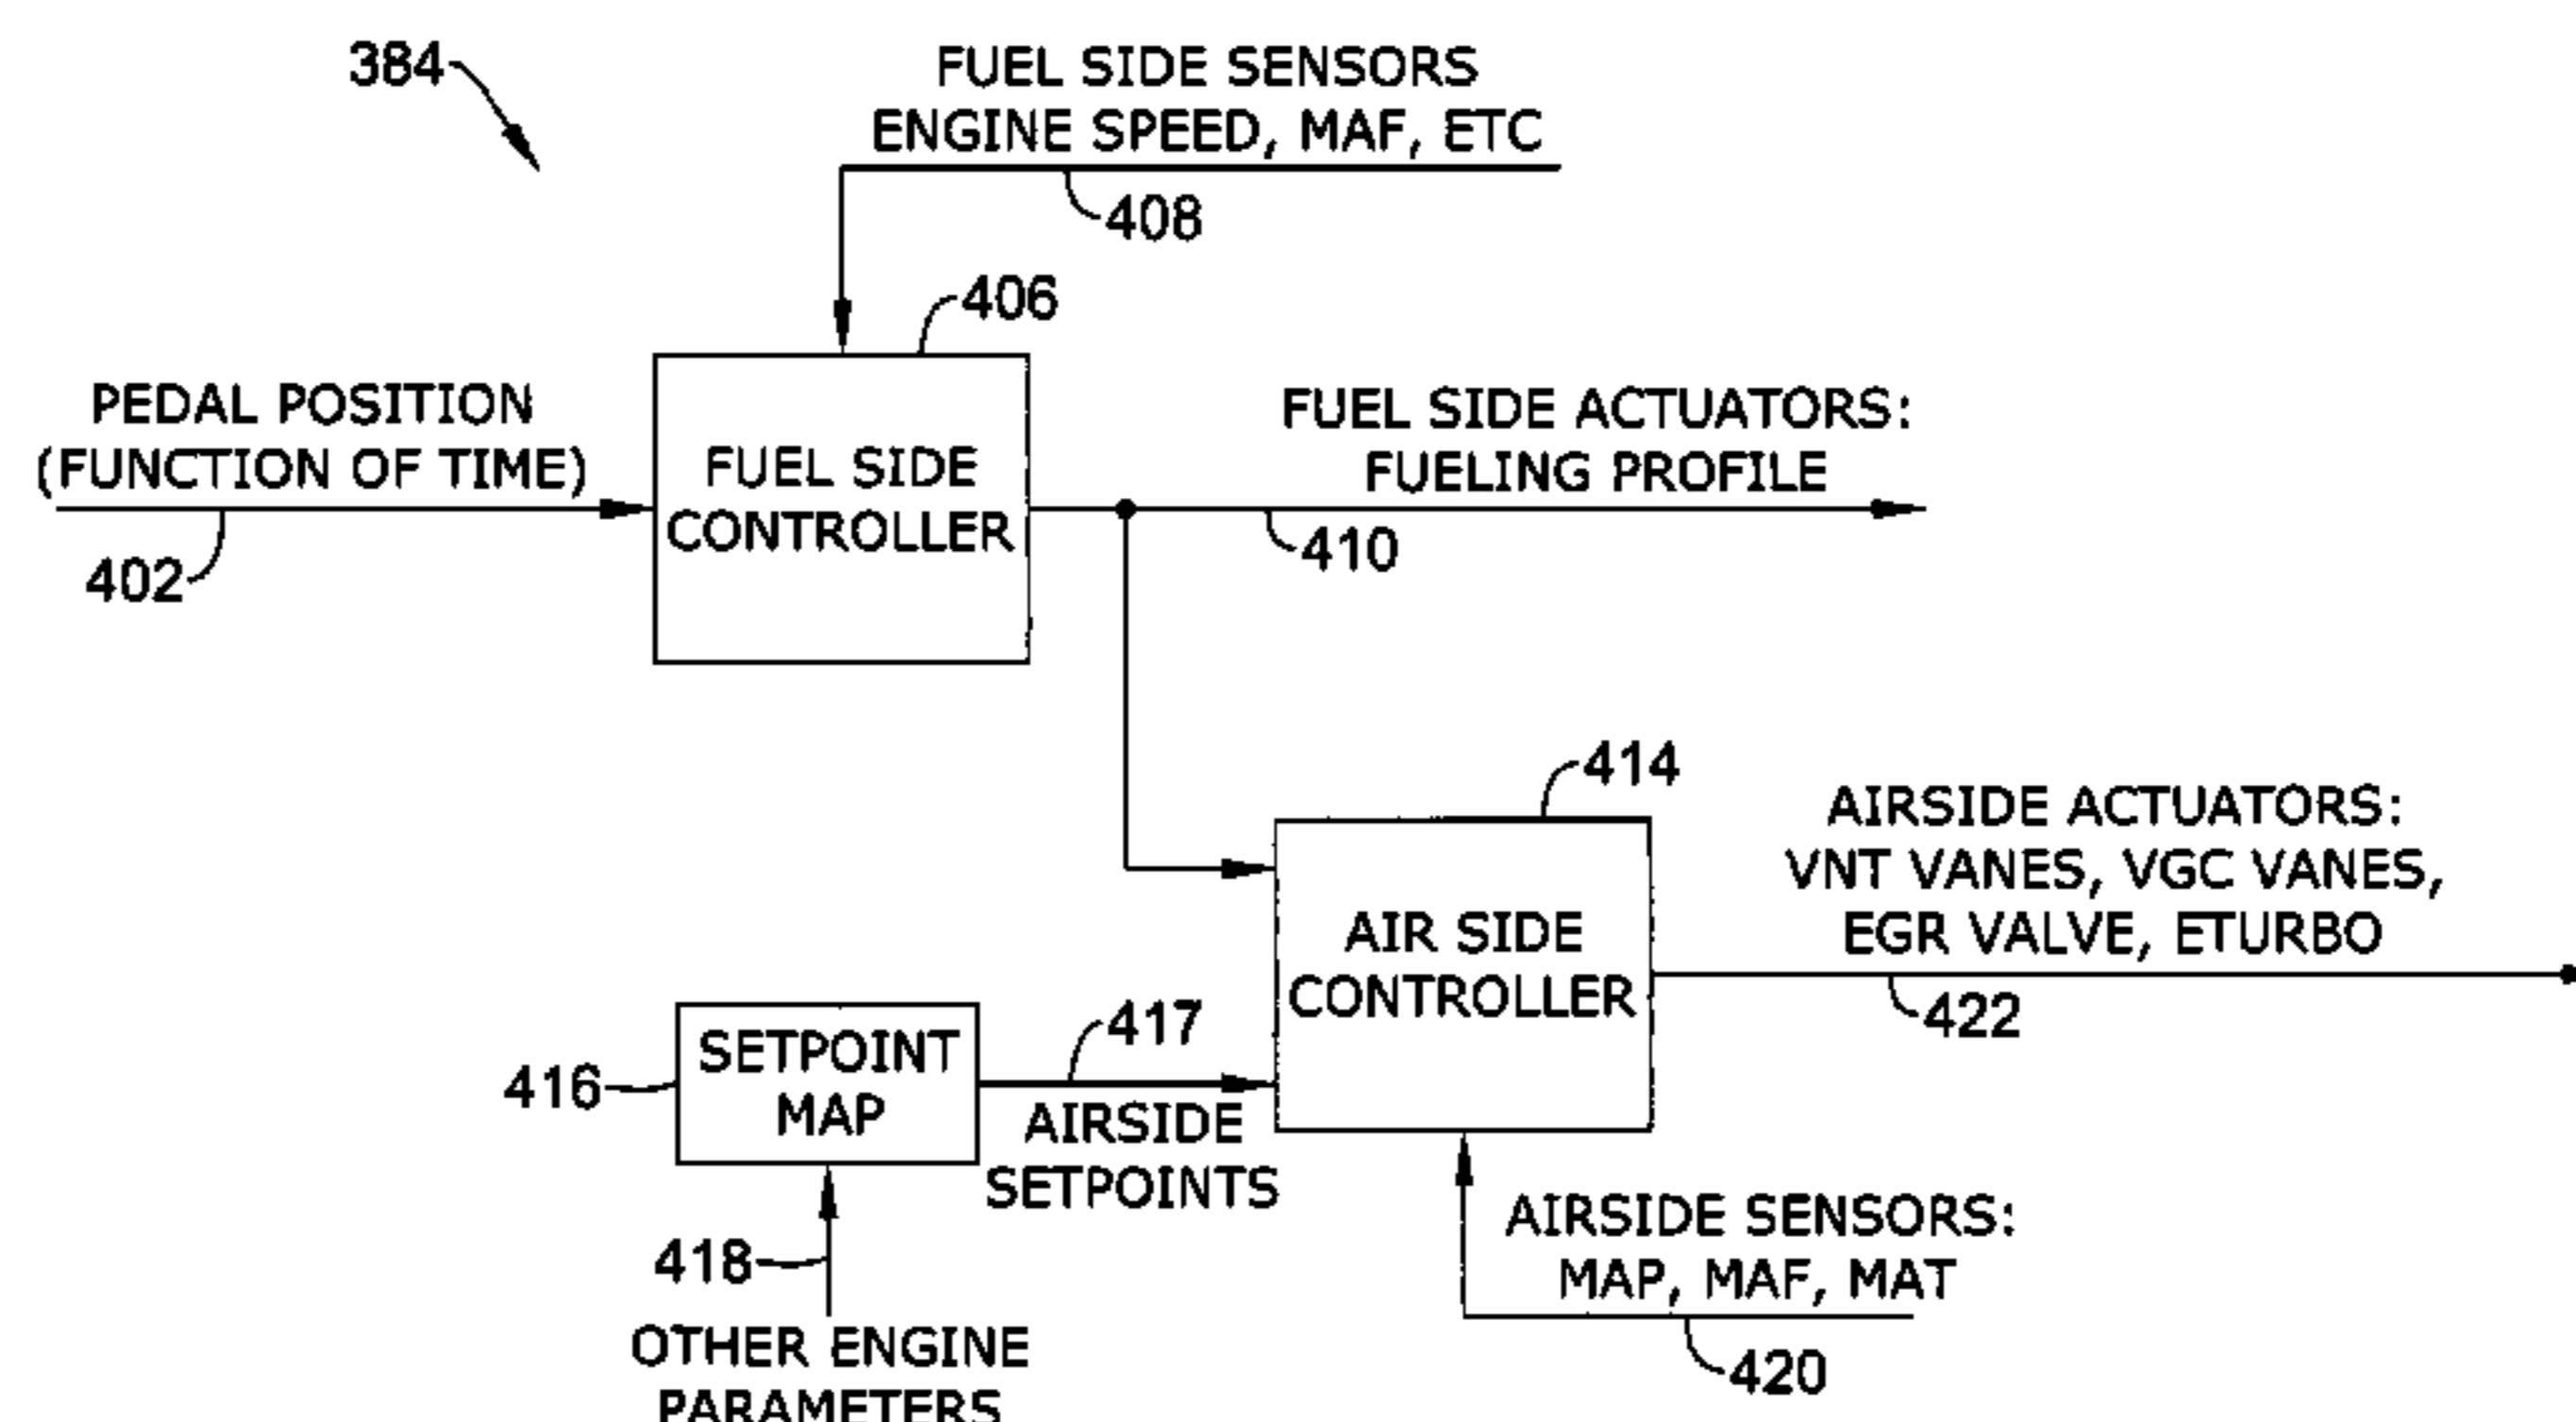 384
FUEL SIDE SENSORS
ENGINE SPEED, MAF, ETC
408
406
PEDAL POSITION
(FUNCTION OF TIME)
402
FUEL SIDE
CONTROLLER
FUEL SIDE ACTUATORS:
FUELING PROFILE
410
414
AIR SIDE
CONTROLLER
AIRSIDE ACTUATORS:
VNT VANES, VGC VANES,
EGR VALVE, ETURBO
422
416
SETPOINT
MAP
417
AIRSIDE
SETPOINTS
418
OTHER ENGINE
PARAMETERS
AIRSIDE SENSORS:
MAP, MAF, MAT
420